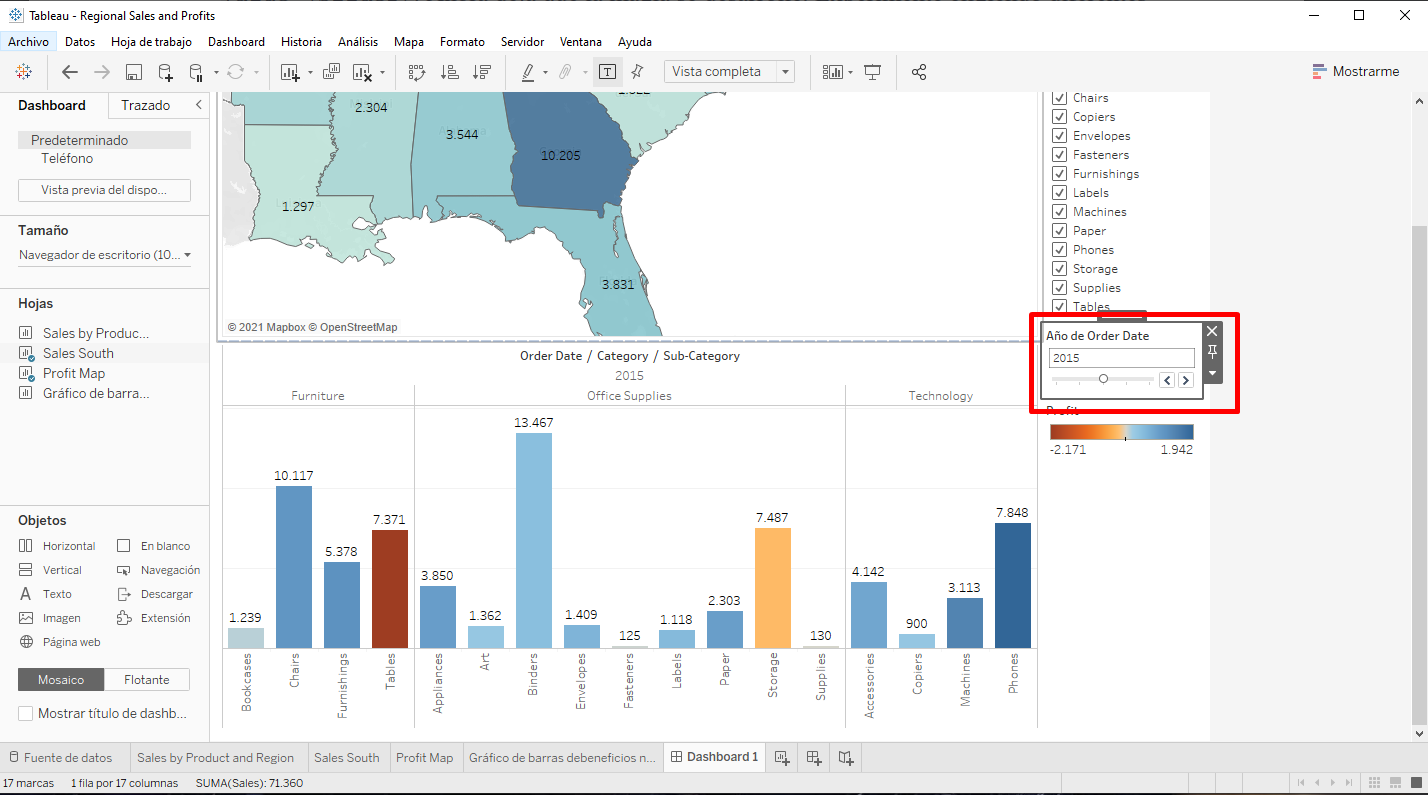 Tableau - Regional Sales and Profits
Archivo Datos Hoja de trabajo Dashboard Historia Análisis Mapa Formato Servidor Ventana Ayuda
Vista completa
Mostrarme
Dashboard Trazado
Predeterminado
Teléfono
Vista previa del dispo...
Tamaño
Navegador de escritorio (10...
Hojas
Sales by Produc...
Sales South
Profit Map
Gráfico de barra...
Objetos
Horizontal En blanco
Vertical Navegación
A Texto Descargar
Imagen Extensión
Página web
Mosaico Flotante
Mostrar título de dashb...
2.304
3.544
10.205
1.297
3.831
© 2021 Mapbox © OpenStreetMap
Chairs
Copiers
Envelopes
Fasteners
Furnishings
Labels
Machines
Paper
Phones
Storage
Supplies
Tables
Año de Order Date
2015
Profit
-2.171 1.942
Order Date / Category / Sub-Category
2015
Furniture Office Supplies Technology
1.239 10.117 5.378 7.371 3.850 1.362 13.467 1.409 125 1.118 2.303 7.487 130 4.142 900 3.113 7.848
Bookcases Chairs Furnishings Tables Appliances Art Binders Envelopes Fasteners Labels Paper Storage Supplies Accessories Copiers Machines Phones
Fuente de datos Sales by Product and Region Sales South Profit Map Gráfico de barras debeneficios n... Dashboard 1
17 marcas 1 fila por 17 columnas SUMA(Sales): 71.360